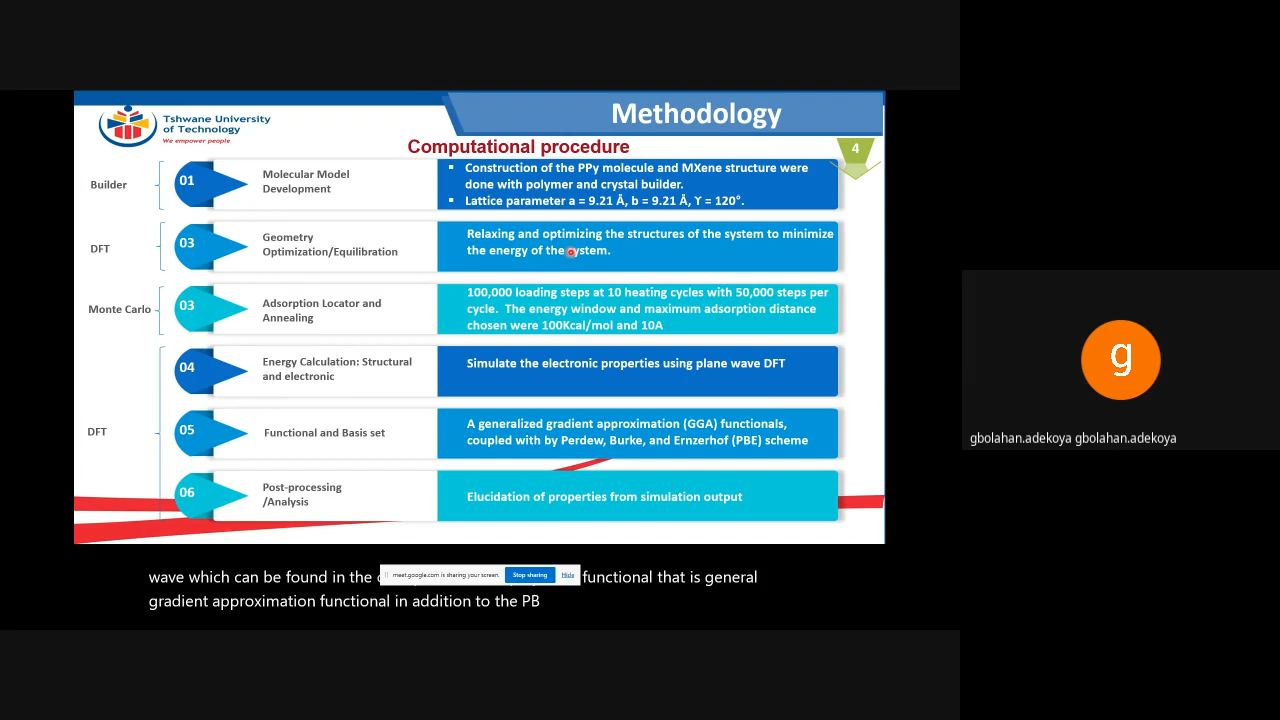 Methodology
Tshwane University
of Technology
We empower people
Computational procedure
4
Builder
01
Molecular Model
Development
▪ Construction of the PPy molecule and MXene structure were
done with polymer and crystal builder.
▪ Lattice parameter a = 9.21 Å, b = 9.21 Å, ϒ = 120°.
DFT
03
Geometry
Optimization/Equilibration
Relaxing and optimizing the structures of the system to minimize
the energy of the system.
Monte Carlo
03
Adsorption Locator and
Annealing
100,000 loading steps at 10 heating cycles with 50,000 steps per
cycle. The energy window and maximum adsorption distance
chosen were 100Kcal/mol and 10A
04
Energy Calculation: Structural
and electronic
Simulate the electronic properties using plane wave DFT
DFT
05
Functional and Basis set
A generalized gradient approximation (GGA) functionals,
coupled with by Perdew, Burke, and Ernzerhof (PBE) scheme
06
Post-processing
/Analysis
Elucidation of properties from simulation output
wave which can be found in the functional that is general
gradient approximation functional in addition to the PB
meet.google.com is sharing your screen.
Stop sharing
Hide
g
gbolahan.adekoya gbolahan.adekoya